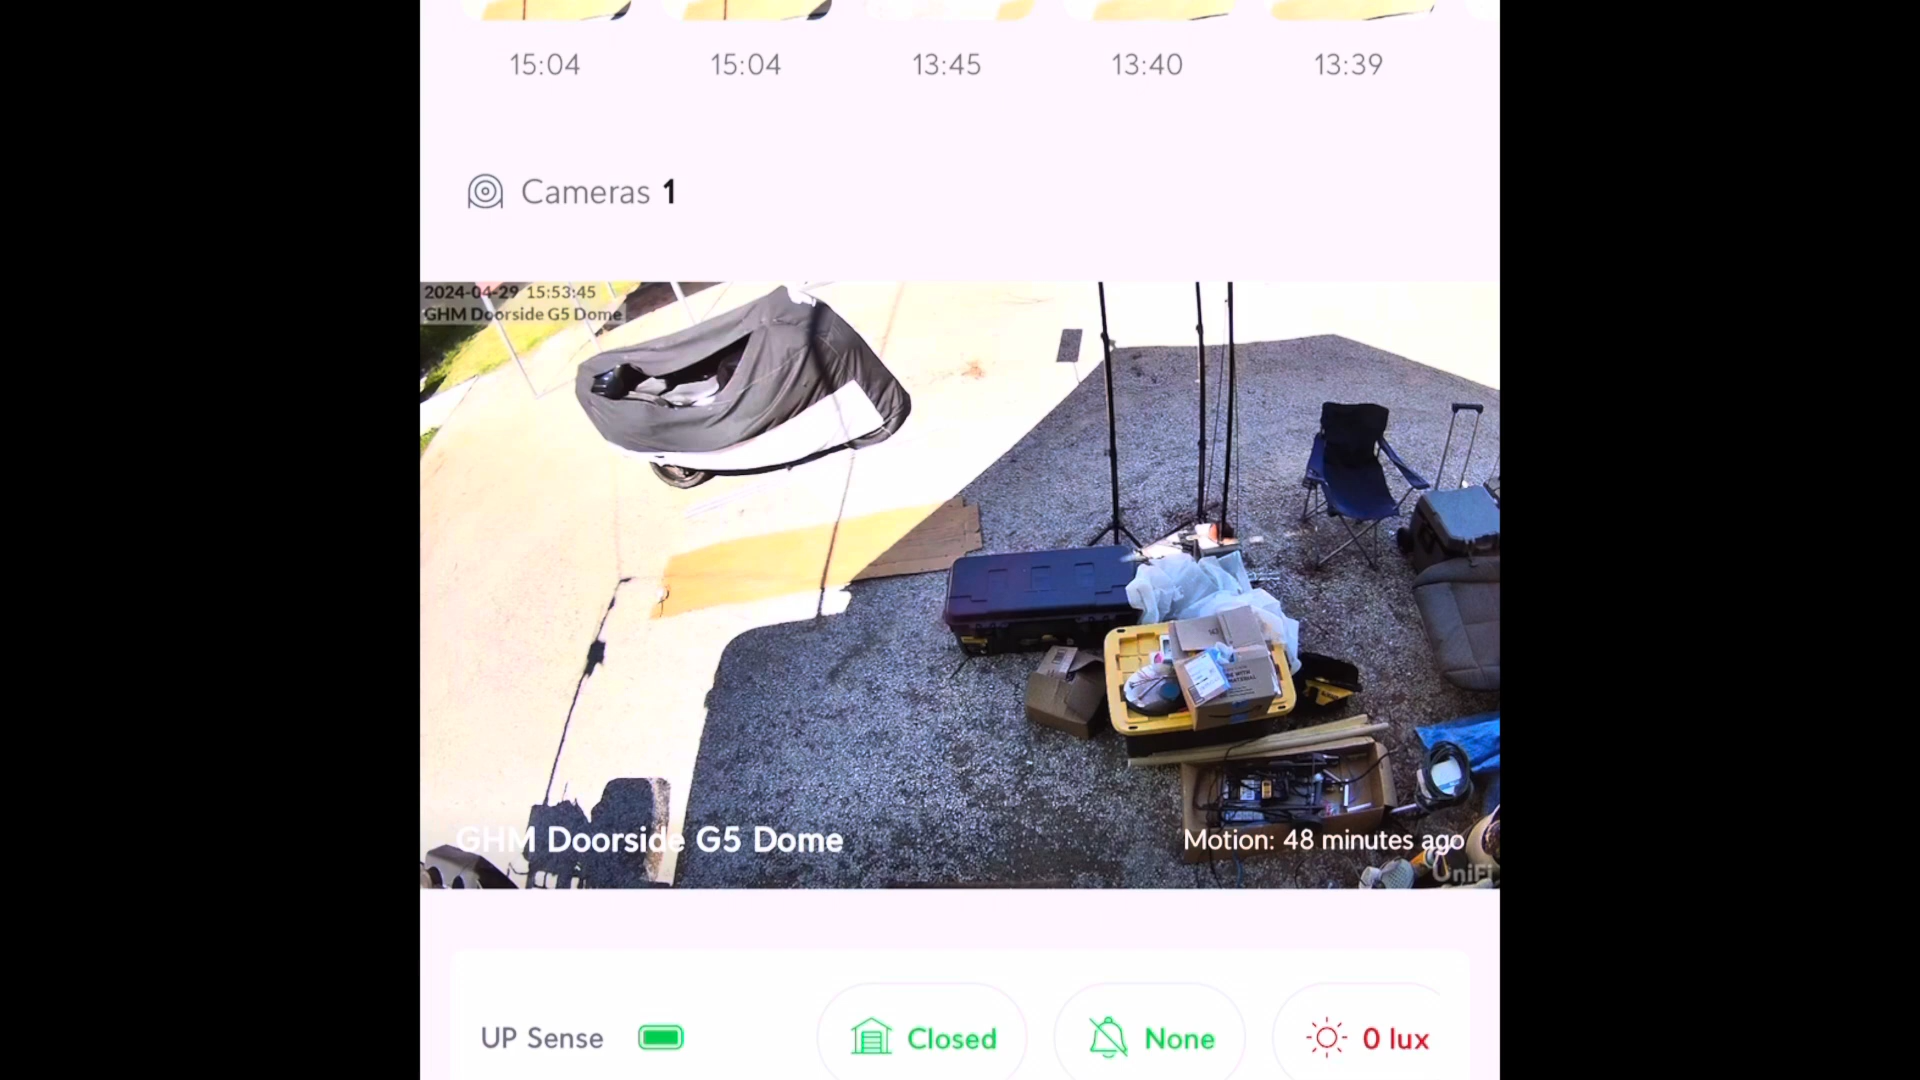 15:04 15:04 13:45 13:40 13:39
Cameras 1
2024-04-29 15:53:45
GHM Doorside G5 Dome
GHM Doorside G5 Dome
Motion: 48 minutes ago
UniFi
UP Sense
Closed
None
0 lux